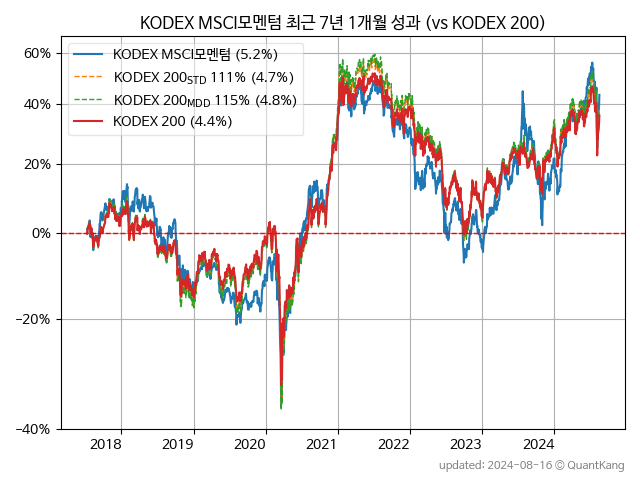 KODEX MSCI모멘텀 최근 7년 1개월 성과 (vs KODEX 200)
KODEX MSCI모멘텀 (5.2%)
KODEX 200STD 111% (4.7%)
KODEX 200MDD 115% (4.8%)
KODEX 200 (4.4%)
60%
40%
20%
0%
−20%
−40%
2018 2019 2020 2021 2022 2023 2024
updated: 2024-08-16 © QuantKang